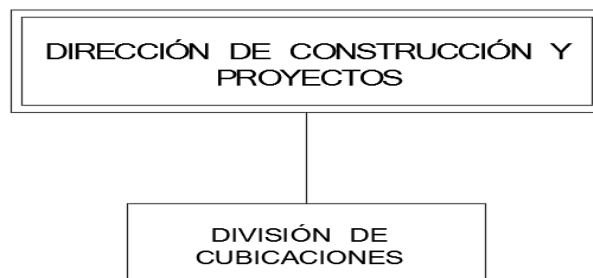 DIRECCIÓN DE CONSTRUCCIÓN Y
PROYECTOS
DIVISIÓN DE
CUBICACIONES